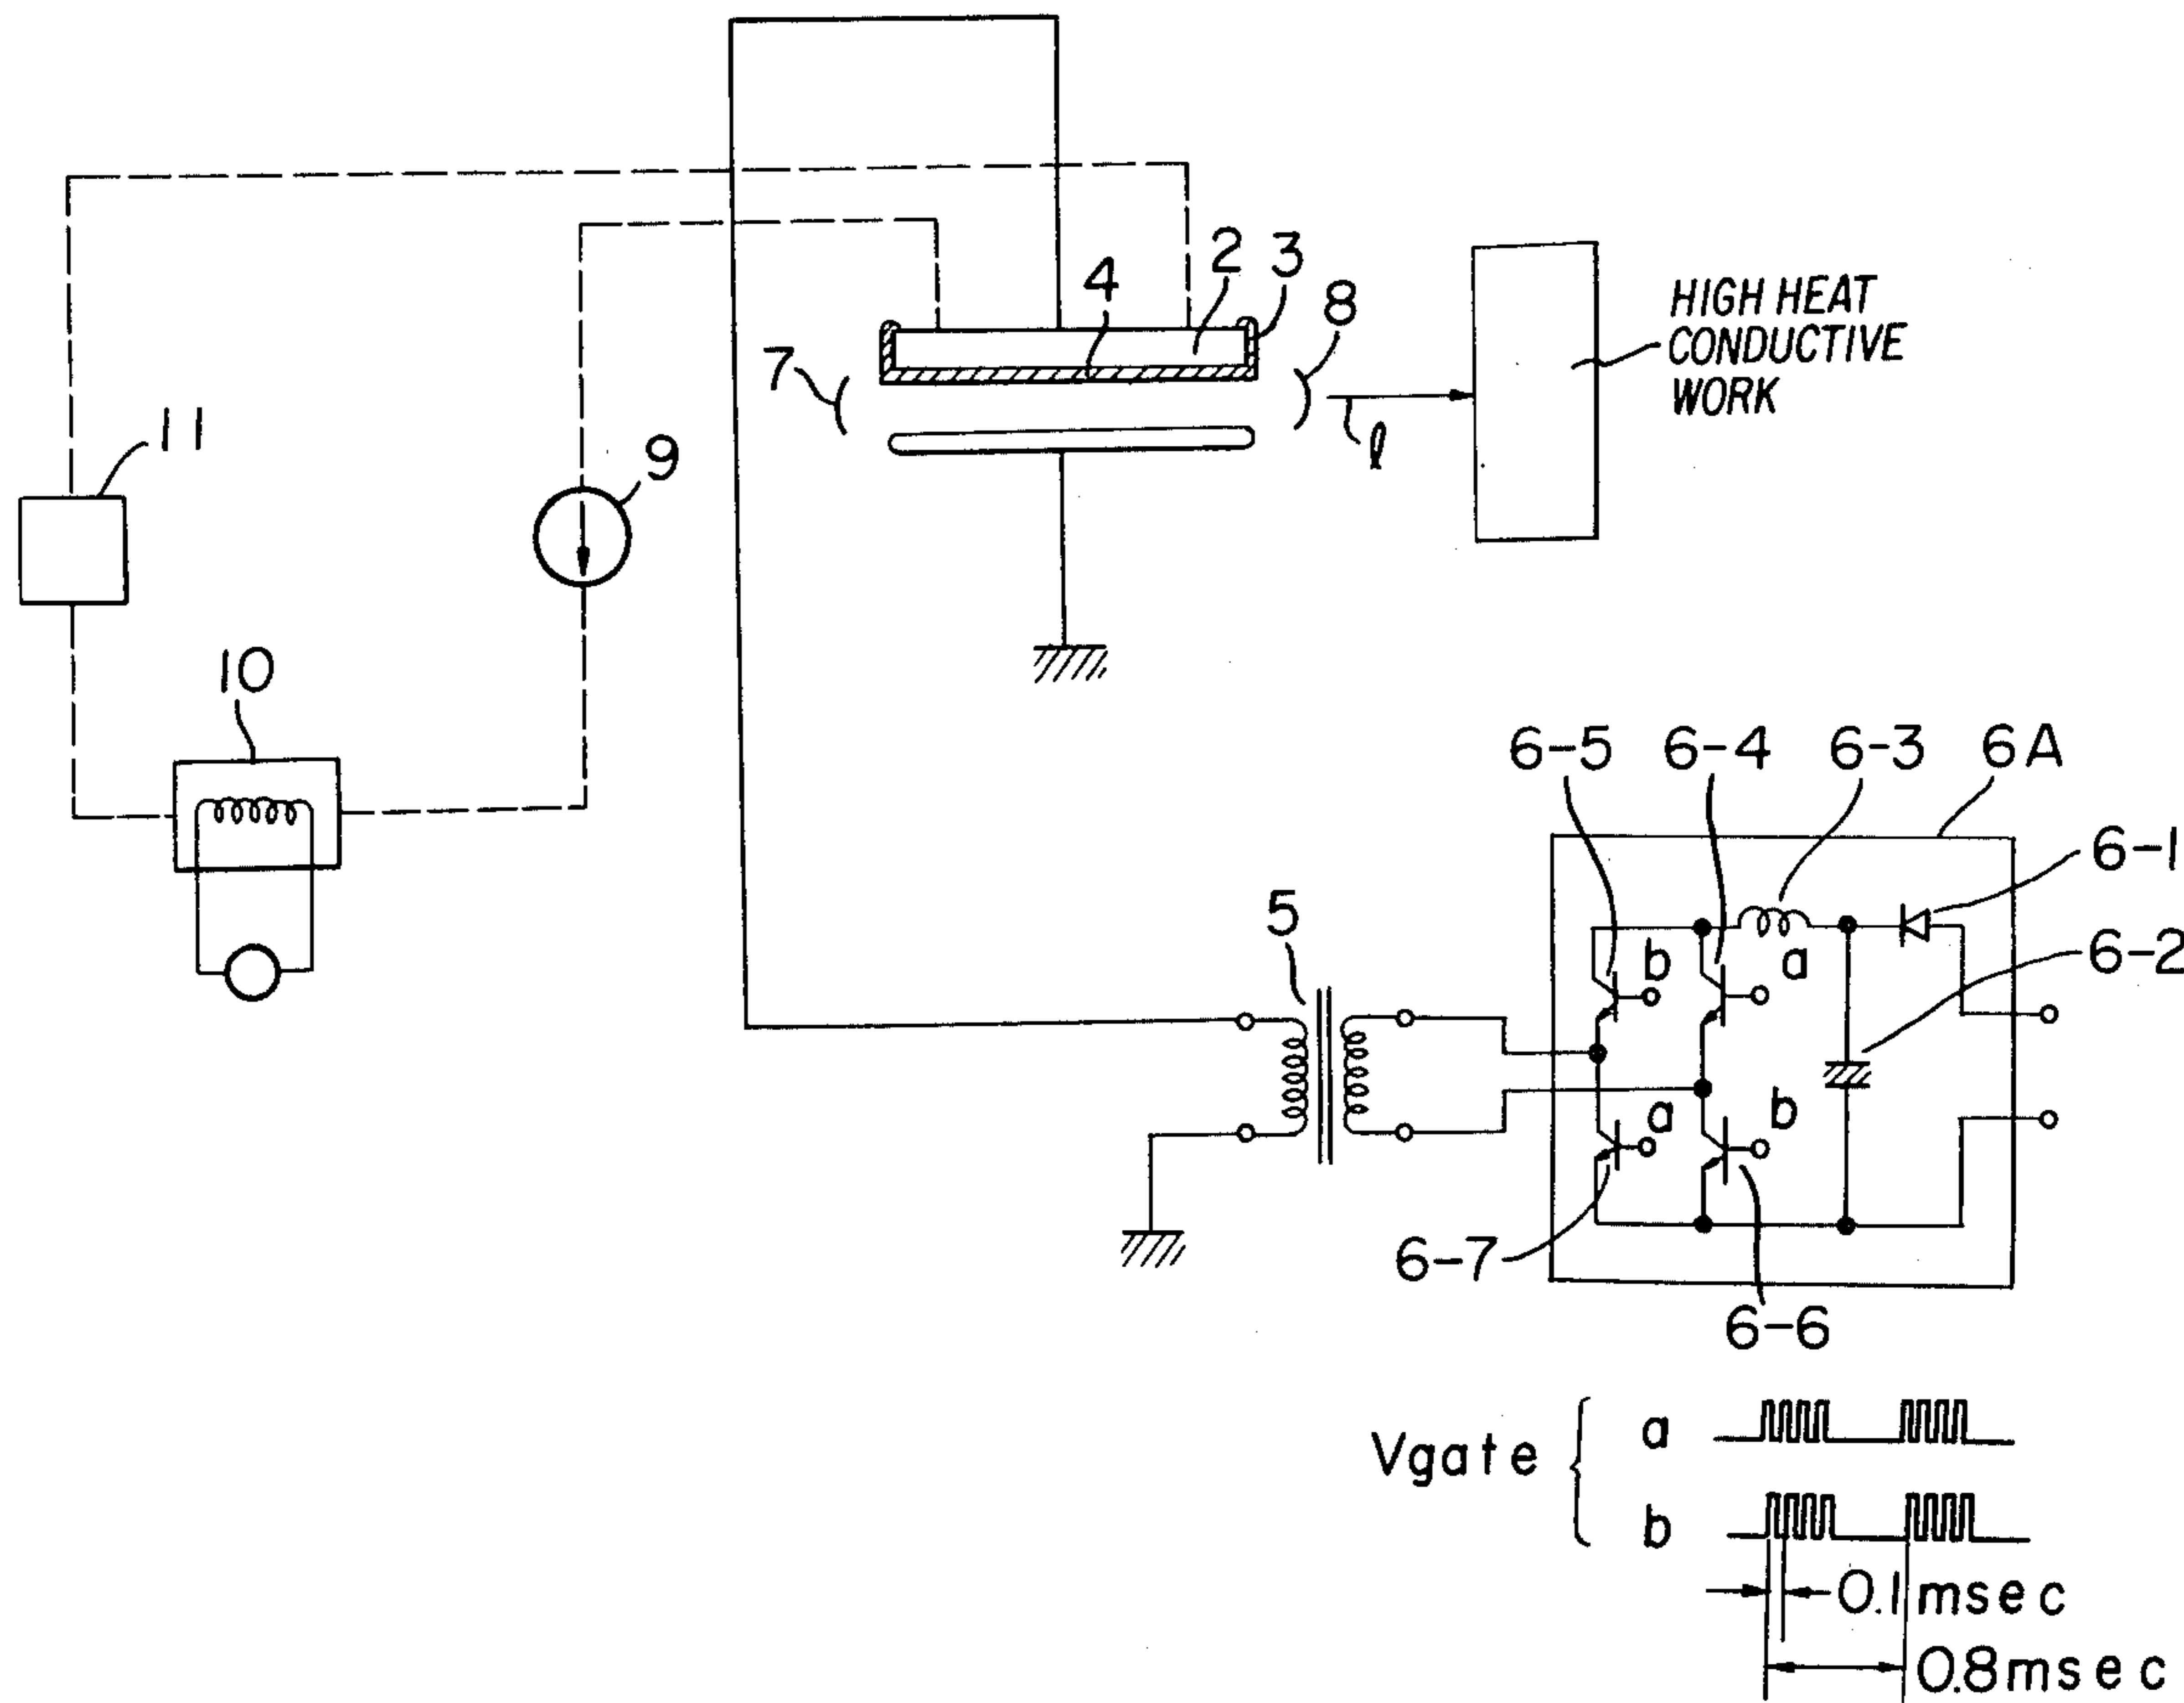 4
2
3
8
7
HIGH HEAT
CONDUCTIVE
WORK
l
11
9
10
6-5
6-4
6-3
6A
6-1
5
b
a
6-2
a
b
6-7
6-6
Vgate
a
b
0.1 msec
0.8 msec